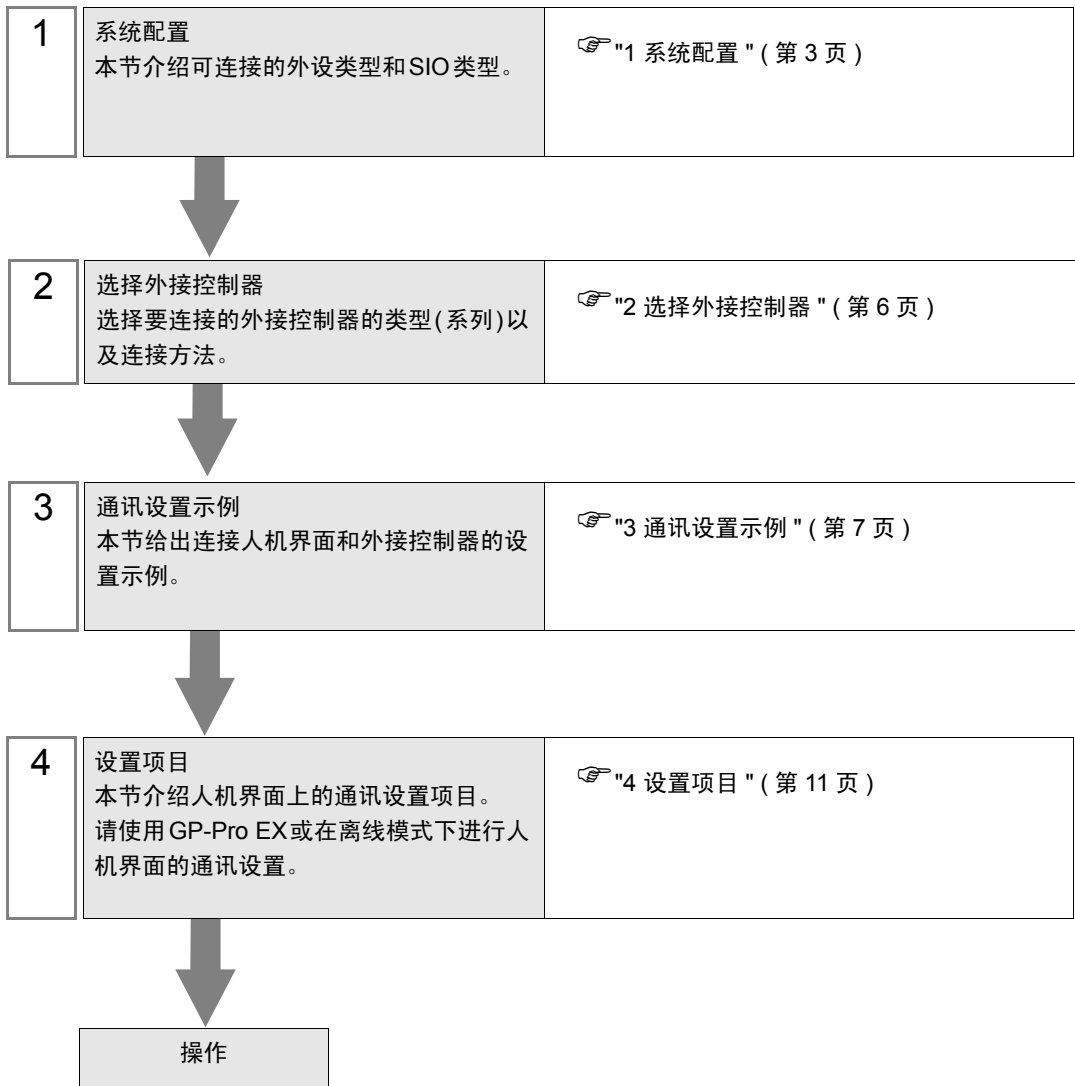 1
系统配置
本节介绍可连接的外设类型和SIO类型。
☞"1 系统配置 " ( 第 3 页 )
2
选择外接控制器
选择要连接的外接控制器的类型(系列)以
及连接方法。
☞"2 选择外接控制器 " ( 第 6 页 )
3
通讯设置示例
本节给出连接人机界面和外接控制器的设
置示例。
☞"3 通讯设置示例 " ( 第 7 页 )
4
设置项目
本节介绍人机界面上的通讯设置项目。
请使用GP-Pro EX或在离线模式下进行人
机界面的通讯设置。
☞"4 设置项目 " ( 第 11 页 )
操作